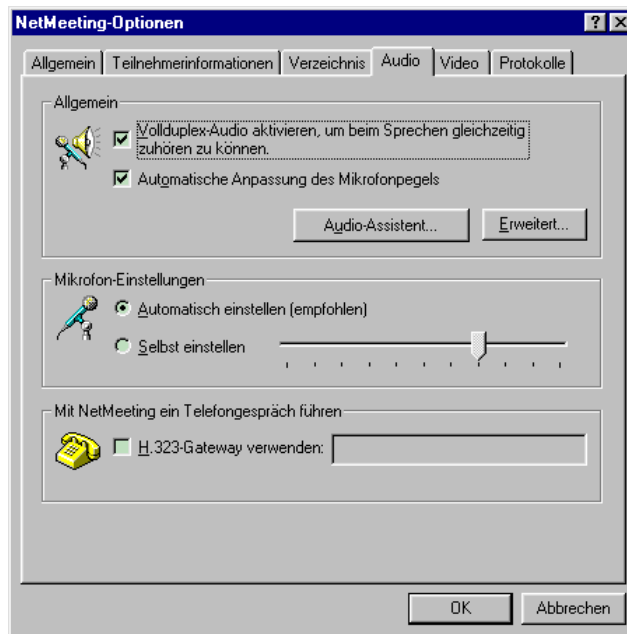 NetMeeting-Optionen
Allgemein
Teilnehmerinformationen
Verzeichnis
Audio
Video
Protokolle
Allgemein
Vollduplex-Audio aktivieren, um beim Sprechen gleichzeitig
zuhören zu können.
Automatische Anpassung des Mikrofonpegels
Audio-Assistent...
Erweitert...
Mikrofon-Einstellungen
Automatisch einstellen (empfohlen)
Selbst einstellen
Mit NetMeeting ein Telefongespräch führen
H.323-Gateway verwenden:
OK
Abbrechen